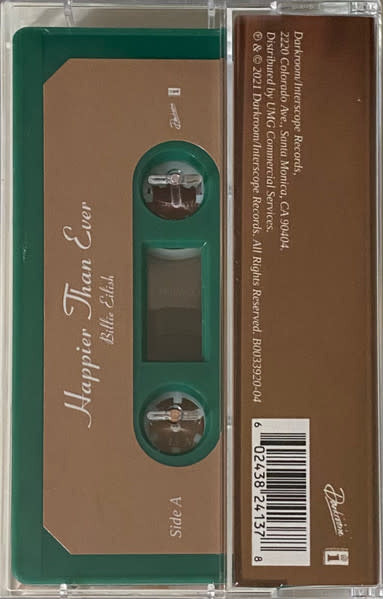 Happier Than Ever
Billie Eilish
Side A
Darkroom/Interscope Records,
2220 Colorado Ave., Santa Monica, CA 90404.
Distributed by UMG Commercial Services.
℗ & © 2021 Darkroom/Interscope Records. All Rights Reserved. B0033920-04
6 02438 24137 8
Darkroom